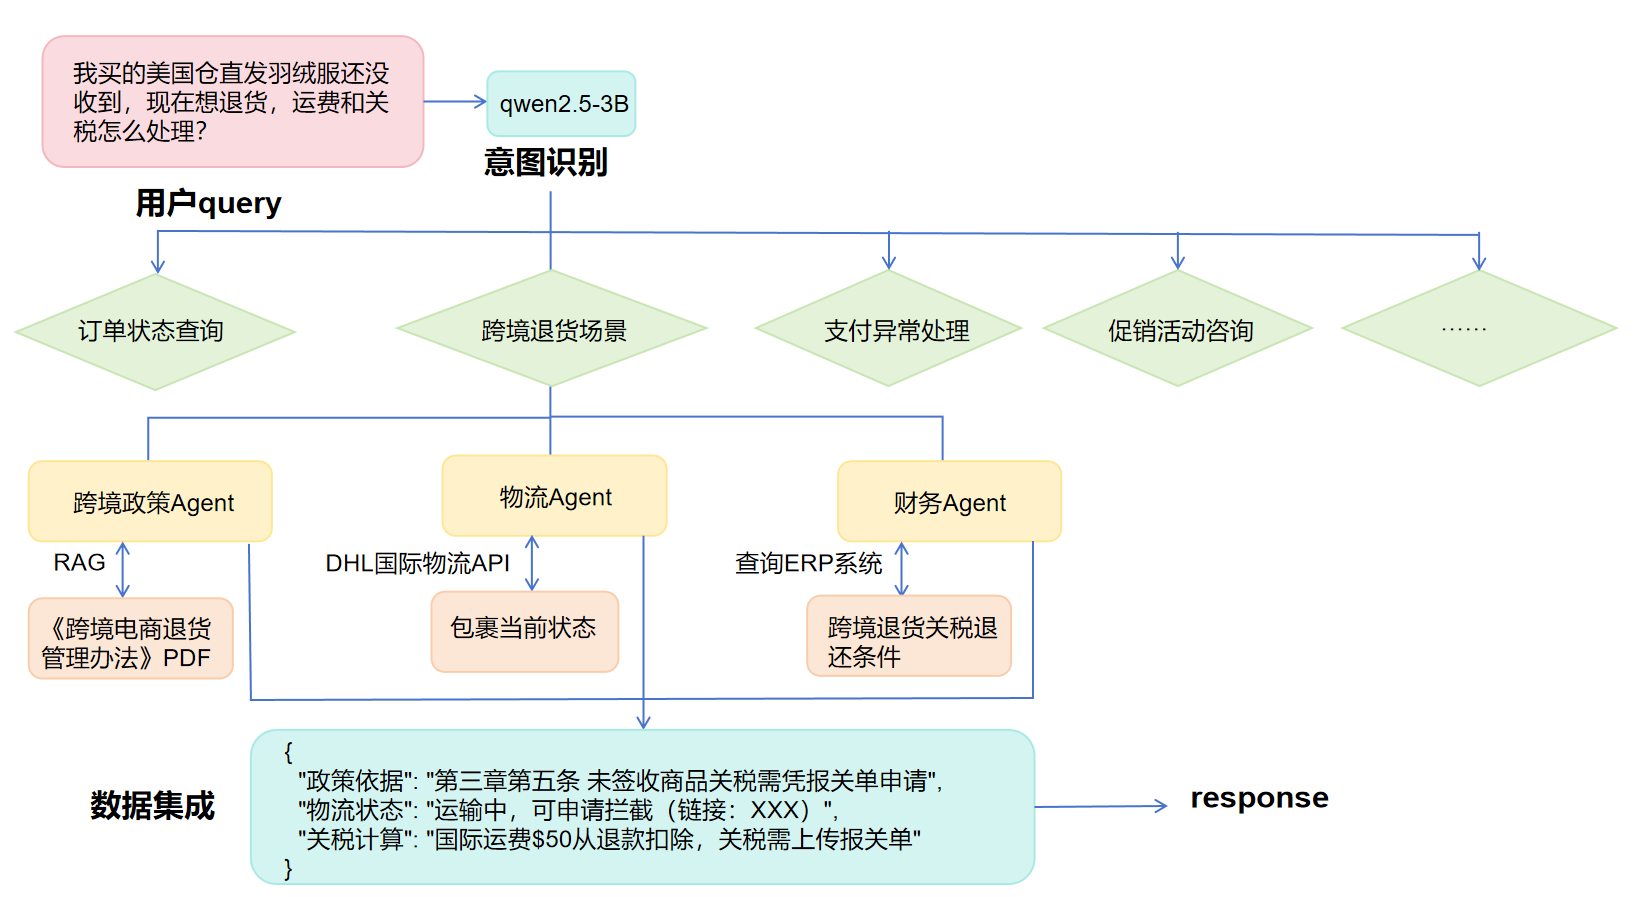 我买的美国仓直发羽绒服还没
收到，现在想退货，运费和关
税怎么处理？
qwen2.5-3B
意图识别
用户query
订单状态查询
跨境退货场景
支付异常处理
促销活动咨询
······
跨境政策Agent
物流Agent
财务Agent
RAG
DHL国际物流API
查询ERP系统
《跨境电商退货
管理办法》PDF
包裹当前状态
跨境退货关税退
还条件
数据集成
{
"政策依据": "第三章第五条 未签收商品关税需凭报关单申请",
"物流状态": "运输中，可申请拦截（链接：XXX）",
"关税计算": "国际运费$50从退款扣除，关税需上传报关单"
}
response